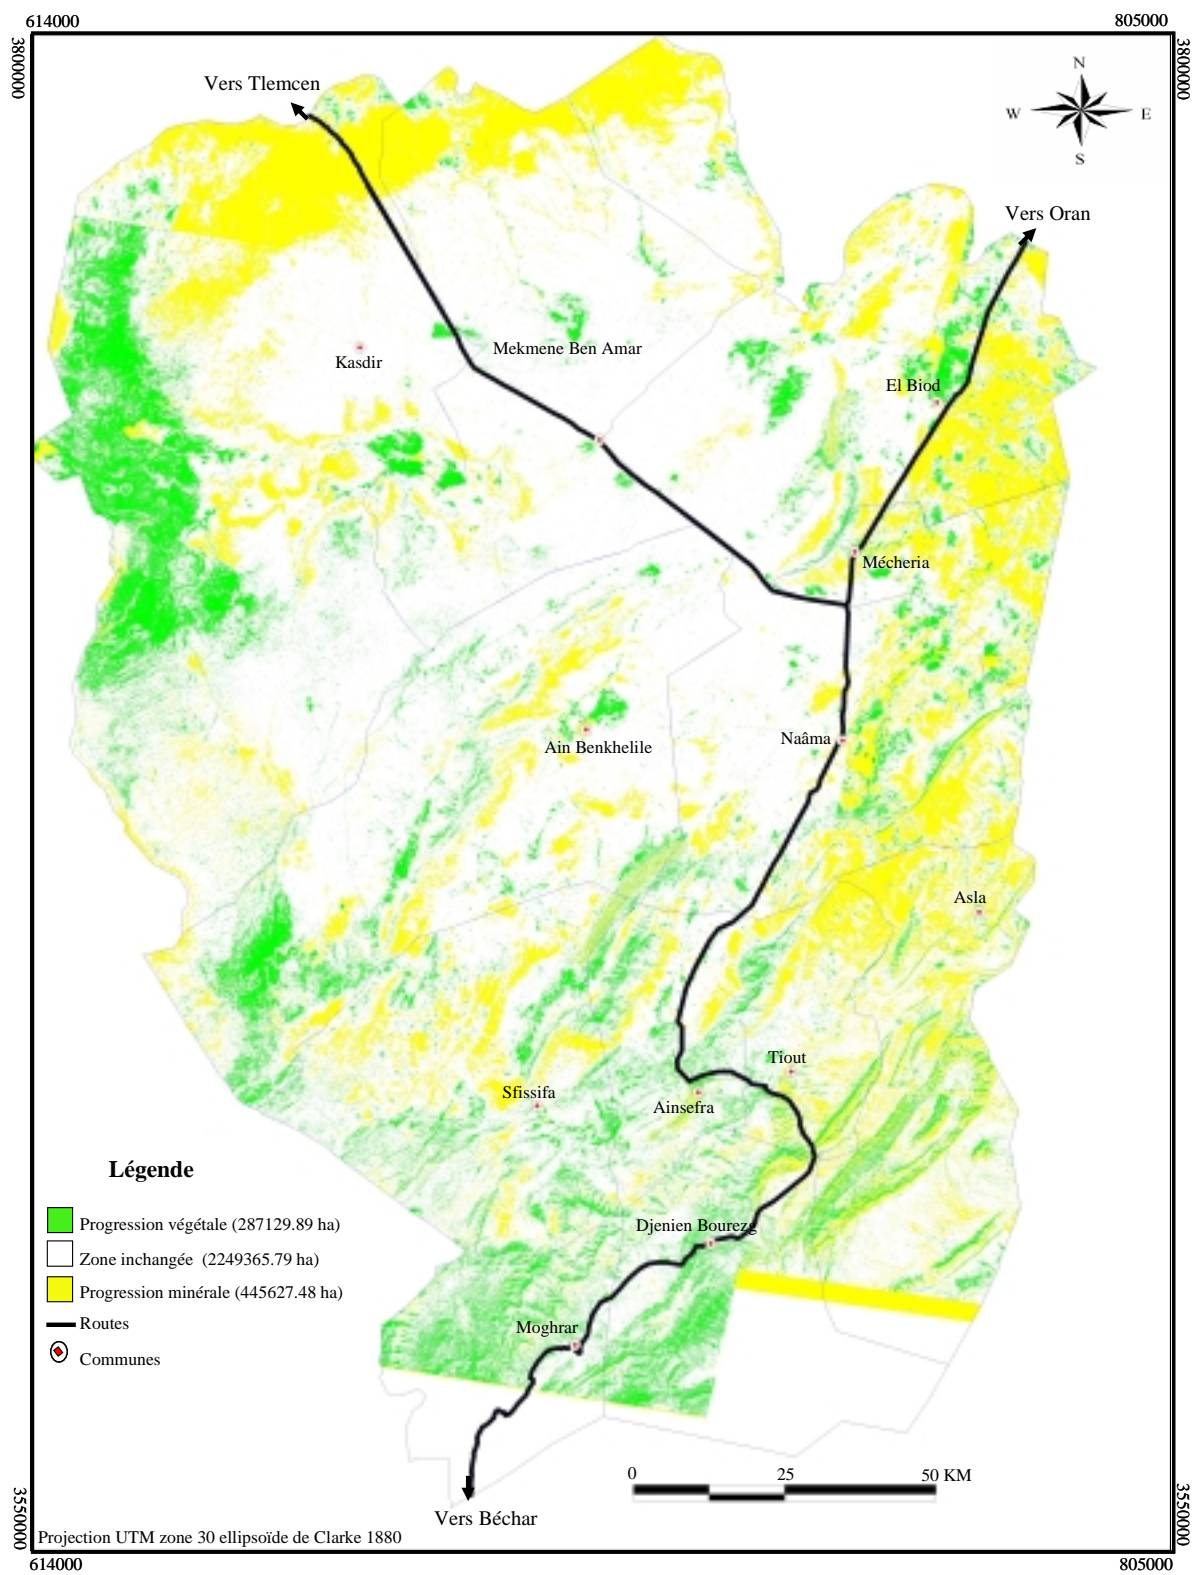 614000
805000
3800000
3800000
Vers Tlemcen
N
W
E
S
Vers Oran
Mekmene Ben Amar
Kasdir
El Biod
Mécheria
Naâma
Ain Benkhelile
Asla
Tiout
Sfissifa
Ainsefra
Légende
Progression végétale (287129.89 ha)
Djenien Bourezg
Zone inchangée (2249365.79 ha)
Progression minérale (445627.48 ha)
Routes
Moghrar
Communes
0
25
50 KM
Vers Béchar
3550000
3550000
Projection UTM zone 30 ellipsoïde de Clarke 1880
614000
805000